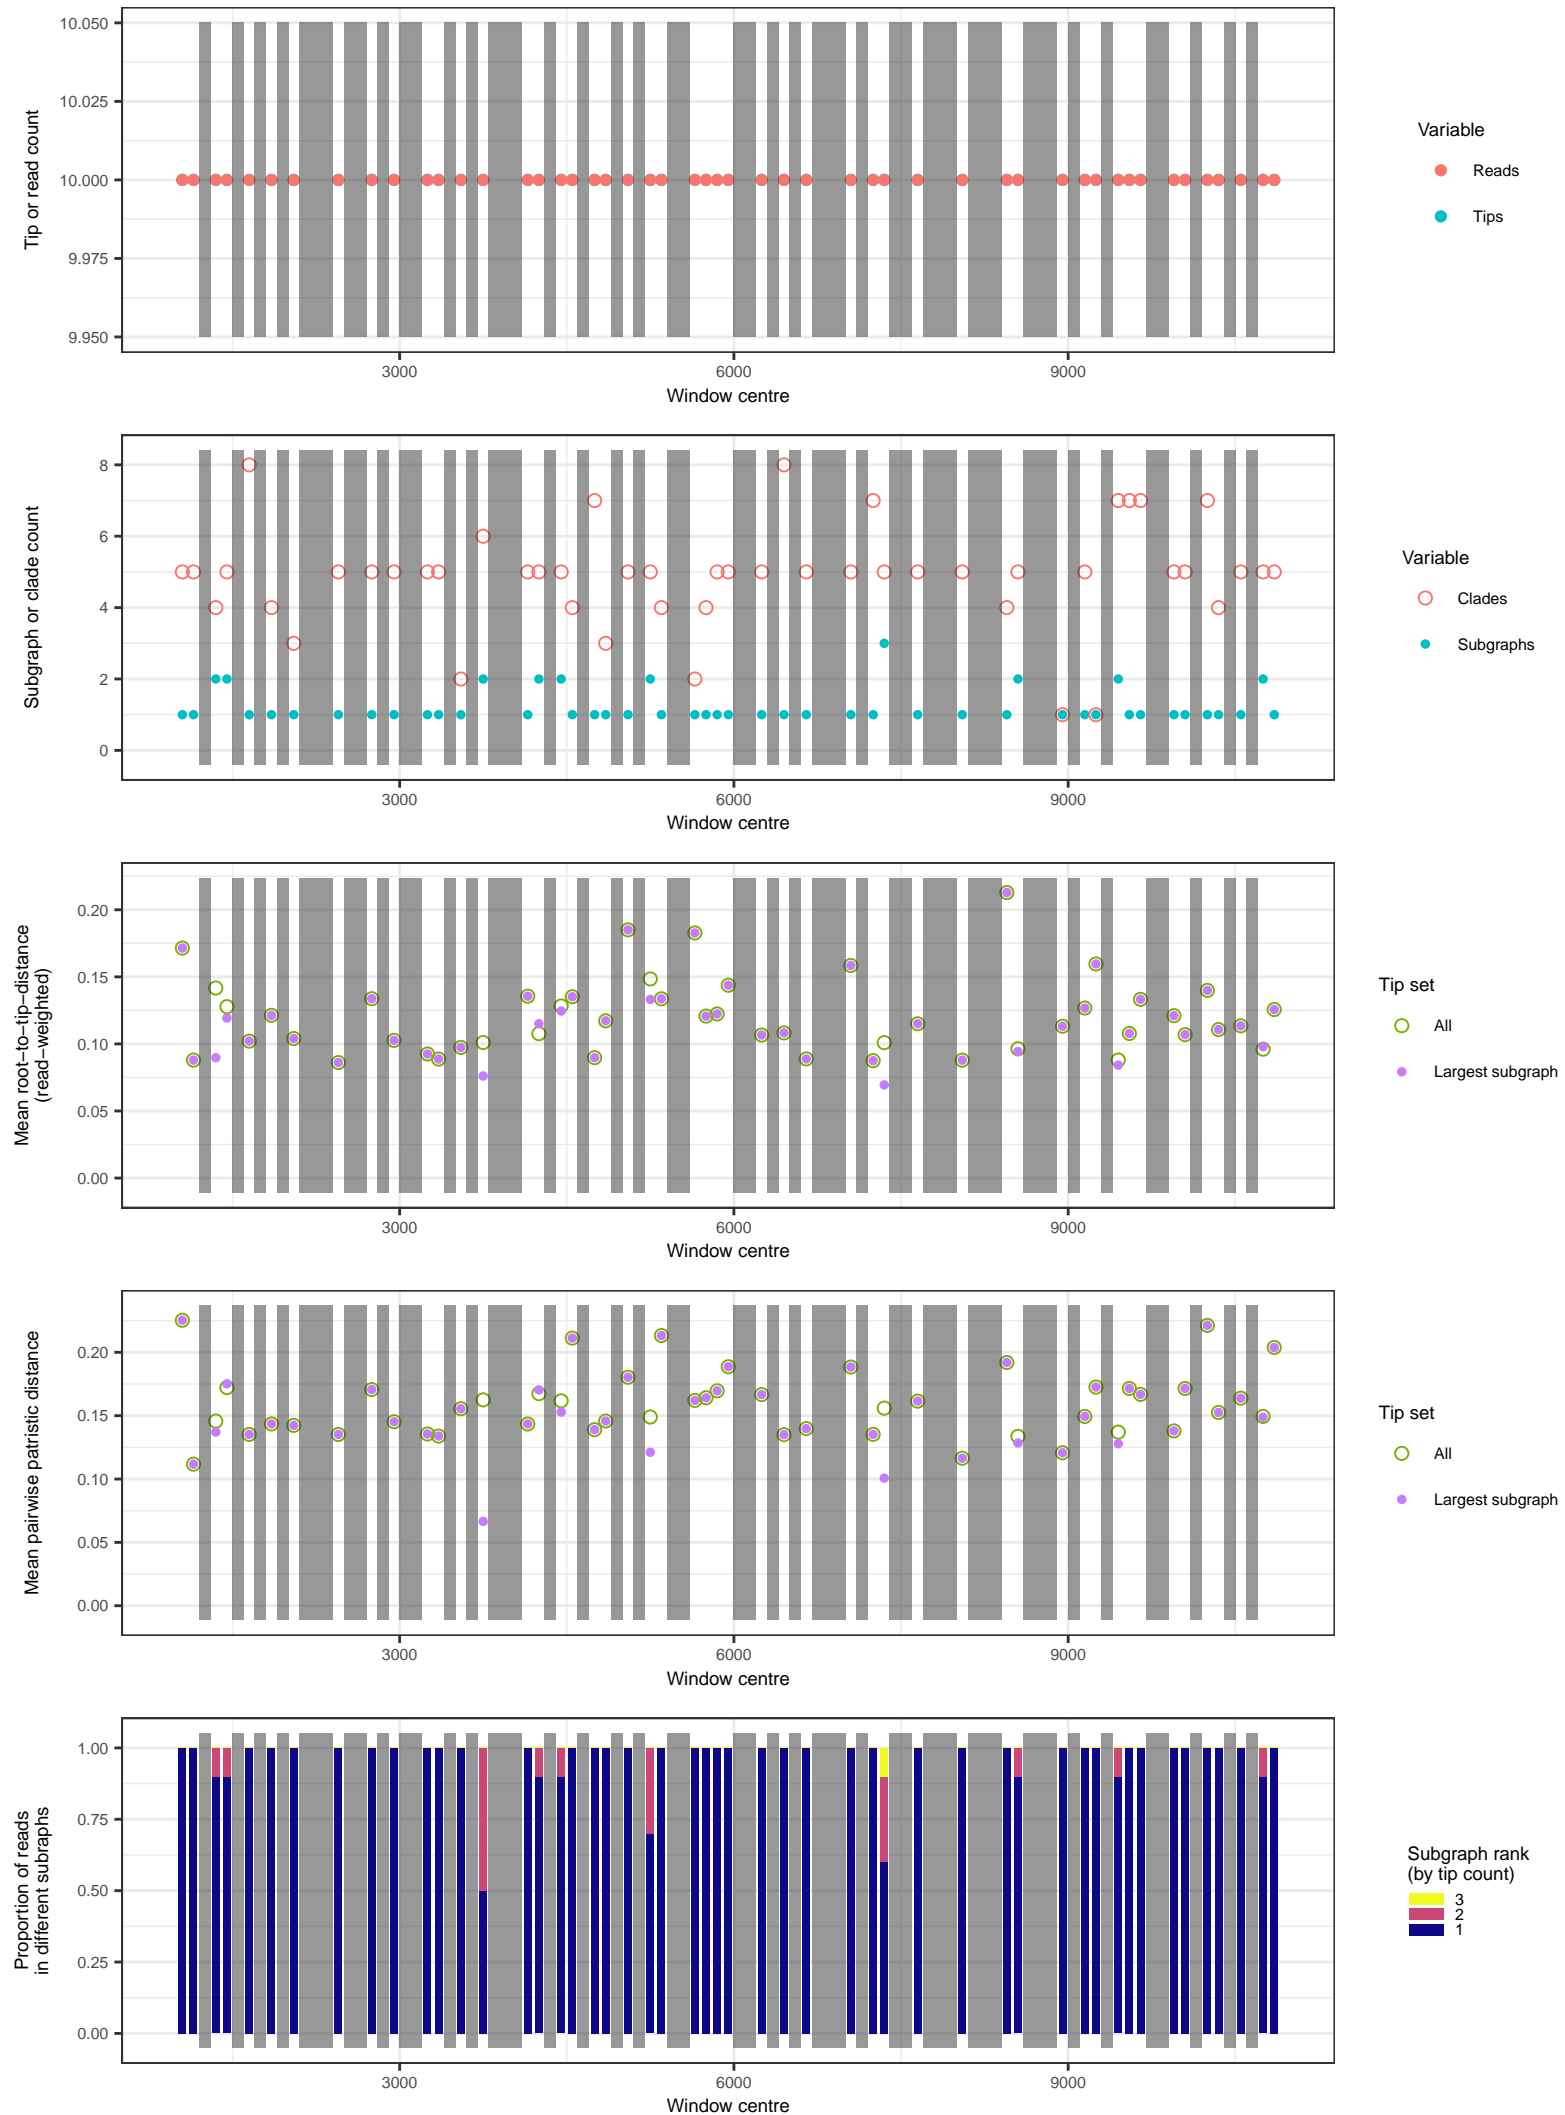 10.050
10.025
10.000
9.975
9.950
Tip or read count
3000
6000
9000
Window centre
Variable
Reads
Tips
8
6
4
2
0
Subgraph or clade count
3000
6000
9000
Window centre
Variable
Clades
Subgraphs
0.20
0.15
0.10
0.05
0.00
Mean root−to−tip−distance
(read−weighted)
3000
6000
9000
Window centre
Tip set
All
Largest subgraph
0.20
0.15
0.10
0.05
0.00
Mean pairwise patristic distance
3000
6000
9000
Window centre
Tip set
All
Largest subgraph
1.00
0.75
0.50
0.25
0.00
Proportion of reads
in different subraphs
3000
6000
9000
Window centre
Subgraph rank
(by tip count)
3
2
1